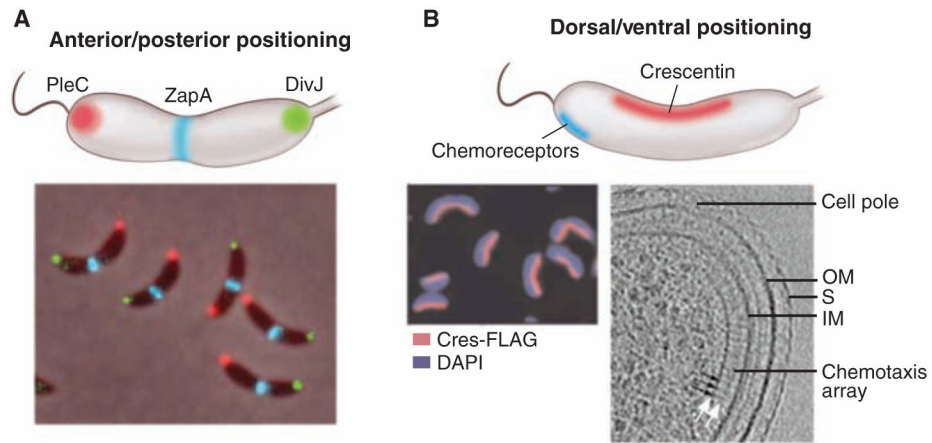 A
Anterior/posterior positioning
PleC
ZapA
DivJ
B
Dorsal/ventral positioning
Crescentin
Chemoreceptors
Cell pole
OM
S
IM
Chemotaxis
array
Cres-FLAG
DAPI